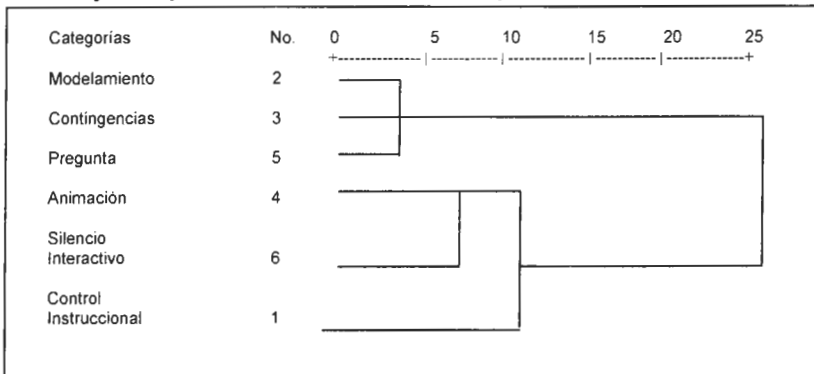 Categorías No. 0 5 10 15 20 25
+-----------|----------|-----------|---------|-----------+
Modelamiento 2
Contingencias 3
Pregunta 5
Animación 4
Silencio
Interactivo 6
Control
Instruccional 1